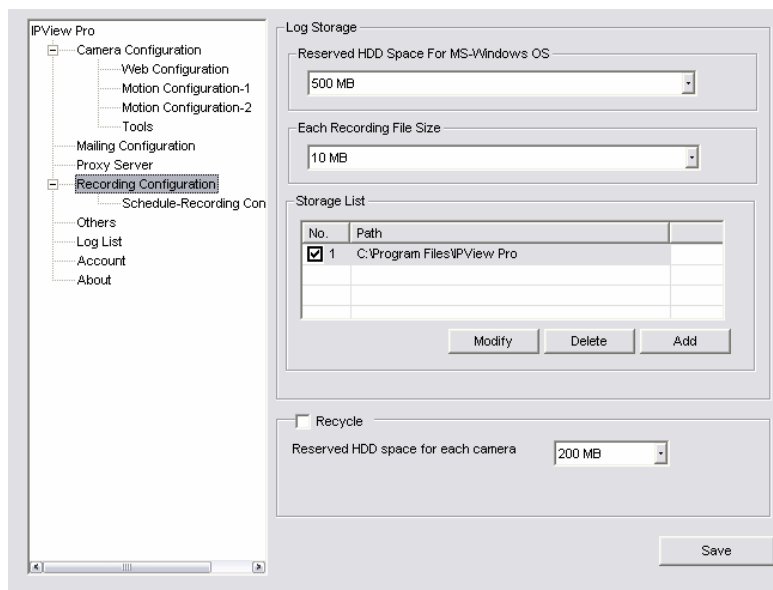 IPView Pro
Camera Configuration
Web Configuration
Motion Configuration-1
Motion Configuration-2
Tools
Mailing Configuration
Proxy Server
Recording Configuration
Schedule-Recording Con
Others
Log List
Account
About
Log Storage
Reserved HDD Space For MS-Windows OS
500 MB
Each Recording File Size
10 MB
Storage List
No. Path
1 C:\Program Files\IPView Pro
Modify Delete Add
Recycle
Reserved HDD space for each camera 200 MB
Save